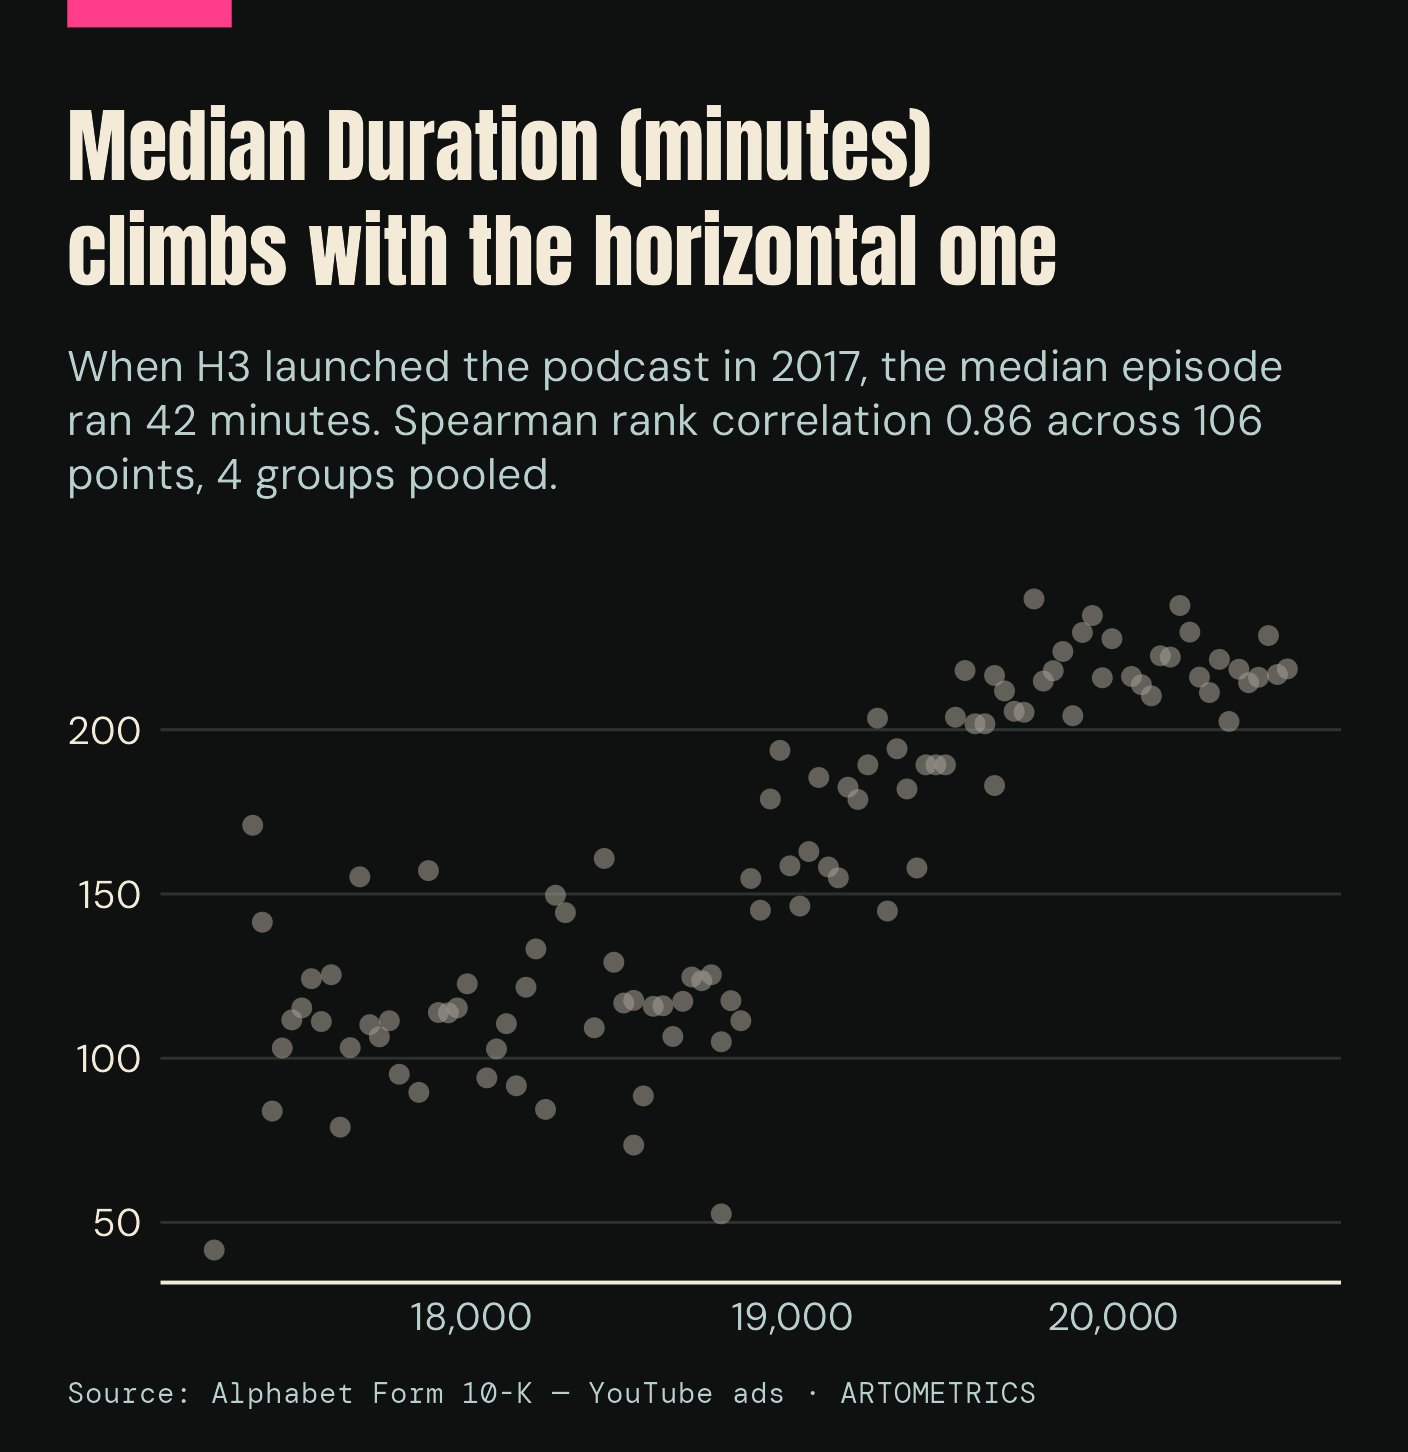 Median Duration (minutes)
climbs with the horizontal one
When H3 launched the podcast in 2017, the median episode
ran 42 minutes. Spearman rank correlation 0.86 across 106
points, 4 groups pooled.
200
150
100
50
18,000 19,000 20,000
Source: Alphabet Form 10-K — YouTube ads · ARTOMETRICS